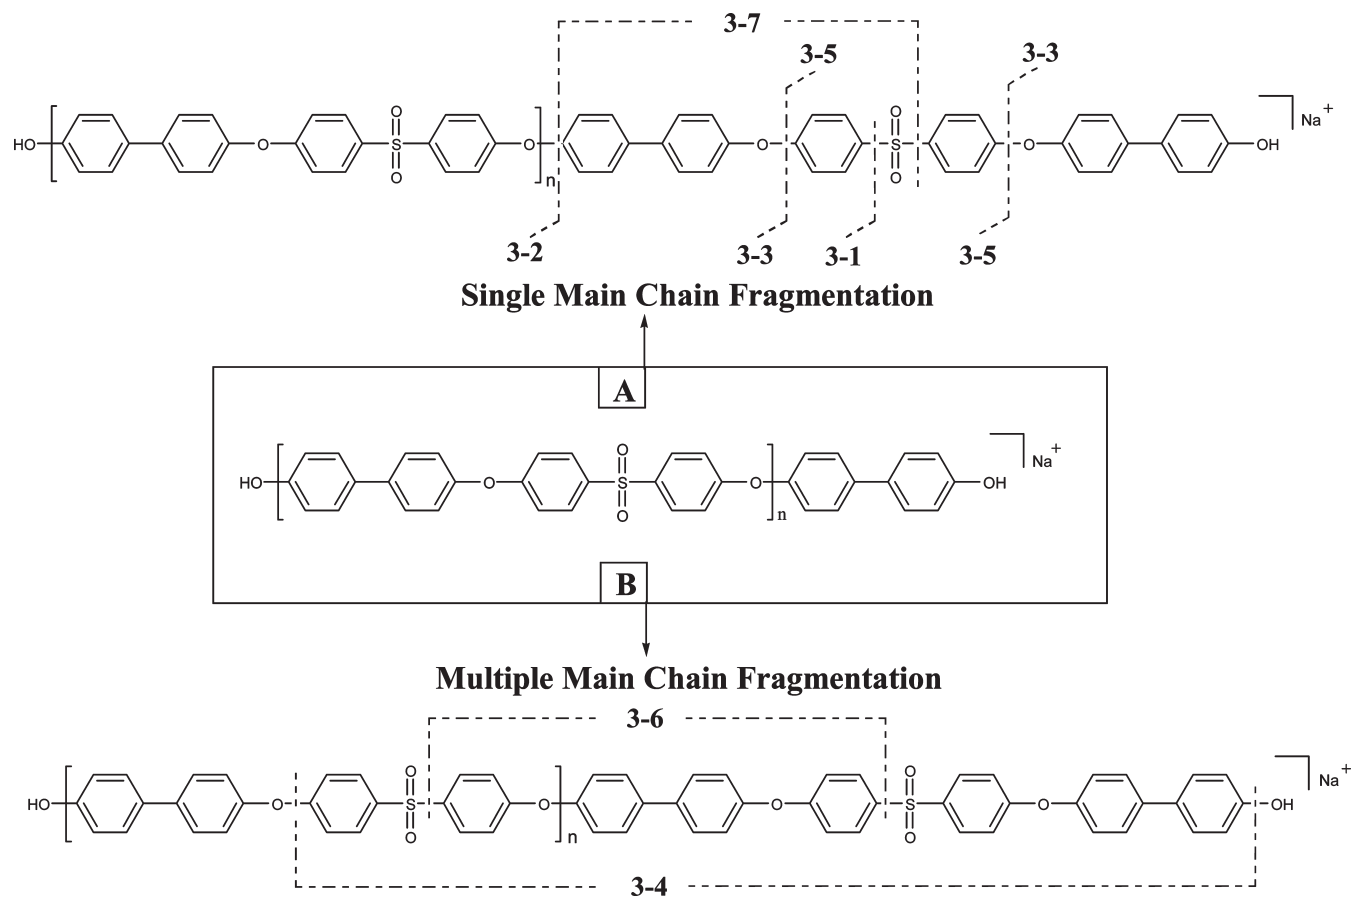 3-7
3-5
3-3
HO
O
O
S
O
O
n
O
O
S
O
O
OH
Na+
3-2
3-3
3-1
3-5
Single Main Chain Fragmentation
A
HO
O
O
S
O
O
n
OH
Na+
B
Multiple Main Chain Fragmentation
3-6
HO
O
O
S
O
O
n
O
O
S
O
O
OH
Na+
3-4